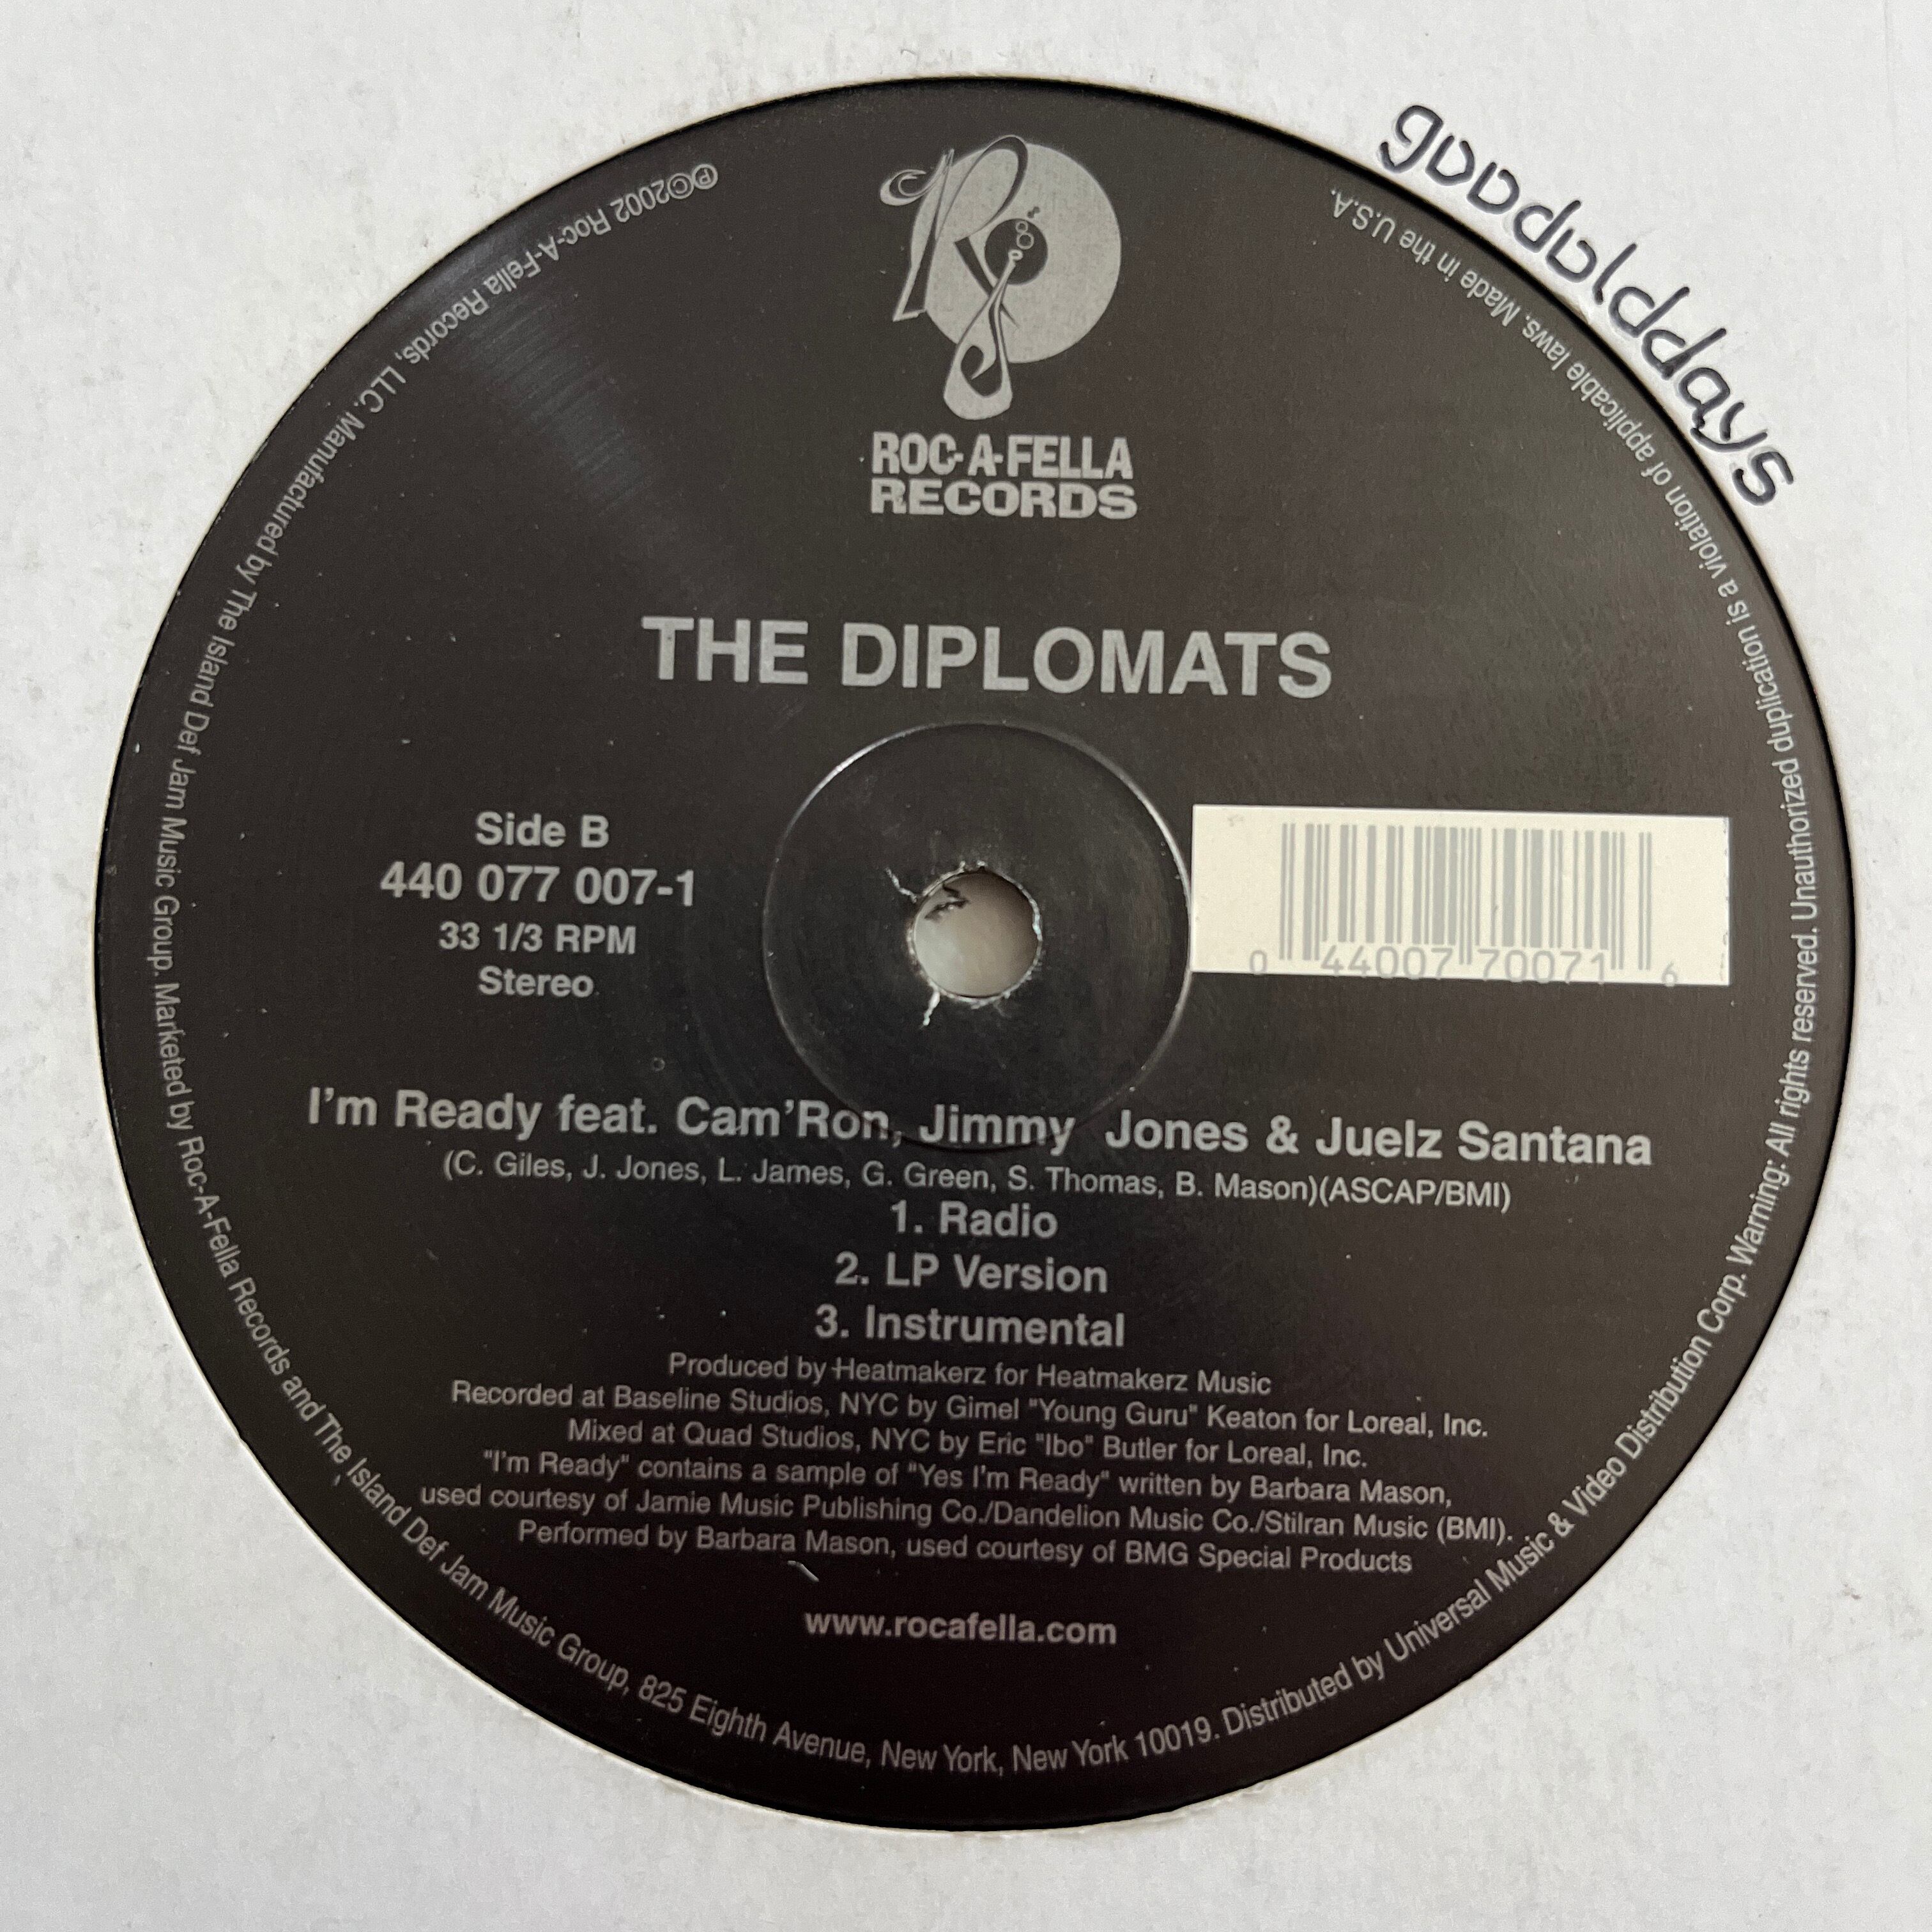 goodolddays
ROC-A-FELLA
RECORDS
THE DIPLOMATS
Side B
440 077 007-1
33 1/3 RPM
Stereo
0 44007 70071 6
I'm Ready feat. Cam'Ron, Jimmy Jones & Juelz Santana
(C. Giles, J. Jones, L. James, G. Green, S. Thomas, B. Mason)(ASCAP/BMI)
1. Radio
2. LP Version
3. Instrumental
Produced by Heatmakerz for Heatmakerz Music
Recorded at Baseline Studios, NYC by Gimel "Young Guru" Keaton for Loreal, Inc.
Mixed at Quad Studios, NYC by Eric "Ibo" Butler for Loreal, Inc.
"I'm Ready" contains a sample of "Yes I'm Ready" written by Barbara Mason,
used courtesy of Jamie Music Publishing Co./Dandelion Music Co./Stilran Music (BMI).
Performed by Barbara Mason, used courtesy of BMG Special Products
www.rocafella.com
℗©2002 Roc-A-Fella Records, LLC. Manufactured by The Island Def Jam Music Group. Marketed by Roc-A-Fella Records and The Island Def Jam Music Group, 825 Eighth Avenue, New York, New York 10019. Distributed by Universal Music & Video Distribution Corp. Warning: All rights reserved. Unauthorized duplication is a violation of applicable laws. Made in the U.S.A.